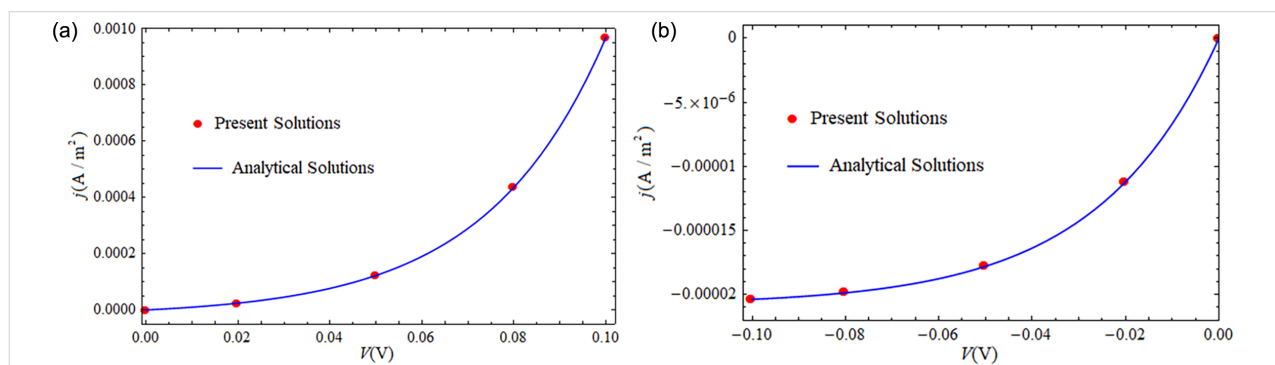 (a)
0.0010
0.0008
0.0006
0.0004
0.0002
0.0000
j(A / m²)
Present Solutions
Analytical Solutions
0.00 0.02 0.04 0.06 0.08 0.10
V(V)
(b)
0
−5.×10⁻⁶
−0.00001
−0.000015
−0.00002
j(A / m²)
Present Solutions
Analytical Solutions
−0.10 −0.08 −0.06 −0.04 −0.02 0.00
V(V)